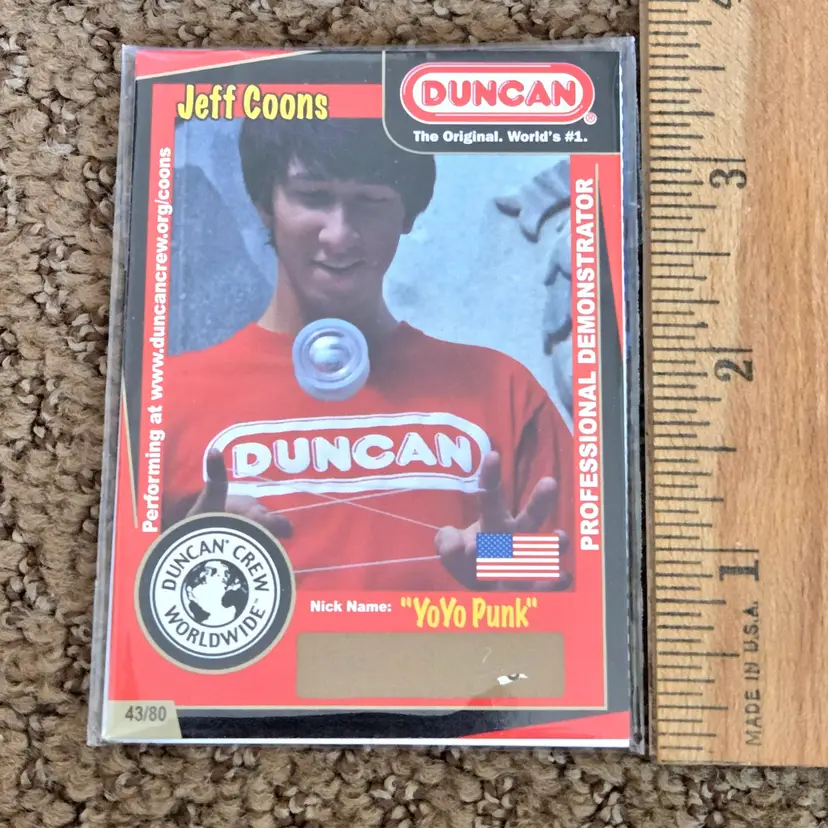 Jeff Coons
DUNCAN®
The Original. World's #1.
Performing at www.duncancrew.org/coons
PROFESSIONAL DEMONSTRATOR
DUNCAN
DUNCAN® CREW
WORLDWIDE™
Nick Name: "YoYo Punk"
43/80
3
2
1
MADE IN U.S.A.